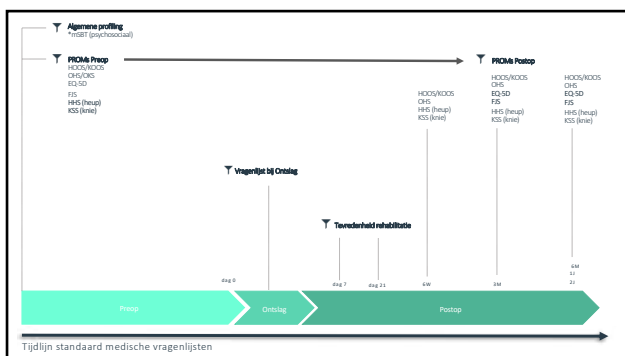 Algemene profiling
*mSBT (psychosociaal)
PROMs Preop
HOOS/KOOS
OHS/OKS
EQ-5D
FJS
HHS (heup)
KSS (knie)
PROMs Postop
HOOS/KOOS
OHS
HHS (heup)
KSS (knie)
HOOS/KOOS
OHS
EQ-5D
FJS
HHS (heup)
KSS (knie)
HOOS/KOOS
OHS
EQ-5D
FJS
HHS (heup)
KSS (knie)
Vragenlijst bij Ontslag
Tevredenheid rehabilitatie
dag 0
dag 7
dag 21
6W
3M
6M
1J
2J
Preop
Ontslag
Postop
Tijdlijn standaard medische vragenlijsten